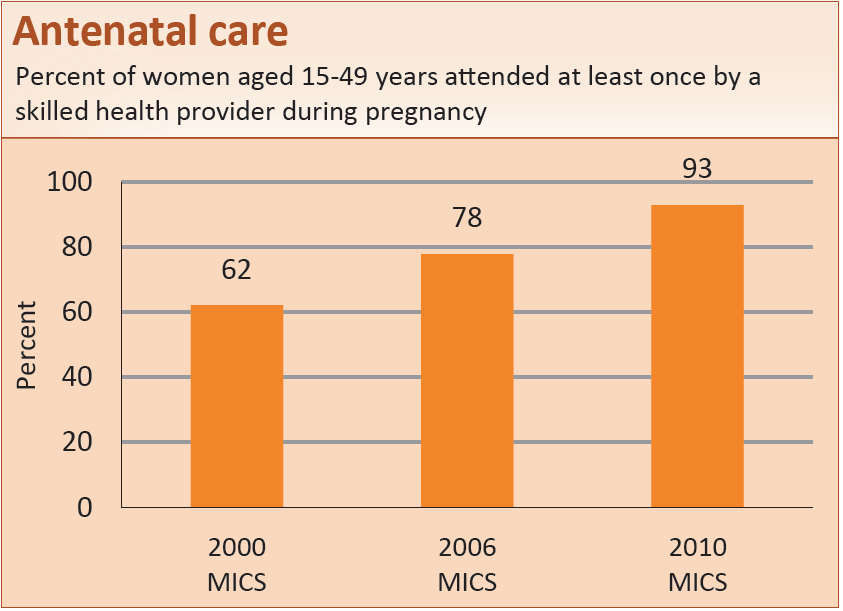 Antenatal care
Percent of women aged 15-49 years attended at least once by a
skilled health provider during pregnancy
Percent
100
80
60
40
20
0
62
78
93
2000
MICS
2006
MICS
2010
MICS